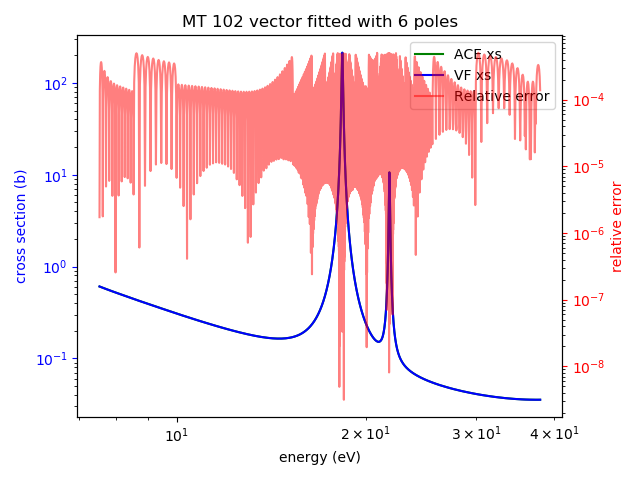 MT 102 vector fitted with 6 poles
ACE xs
VF xs
Relative error
cross section (b)
10²
10¹
10⁰
10⁻¹
relative error
10⁻⁴
10⁻⁵
10⁻⁶
10⁻⁷
10⁻⁸
10¹ 2×10¹ 3×10¹ 4×10¹
energy (eV)